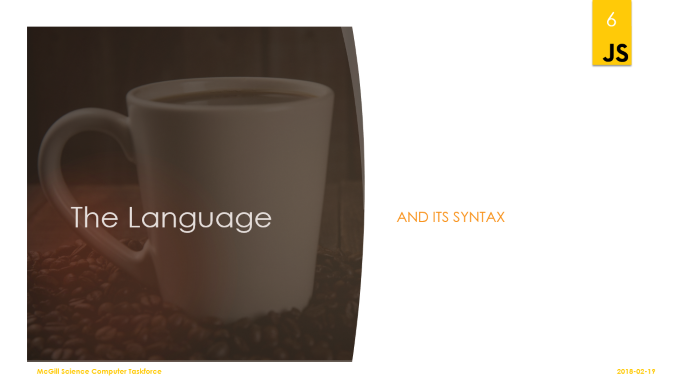 6
JS
The Language
AND ITS SYNTAX
McGill Science Computer Taskforce
2018-02-19